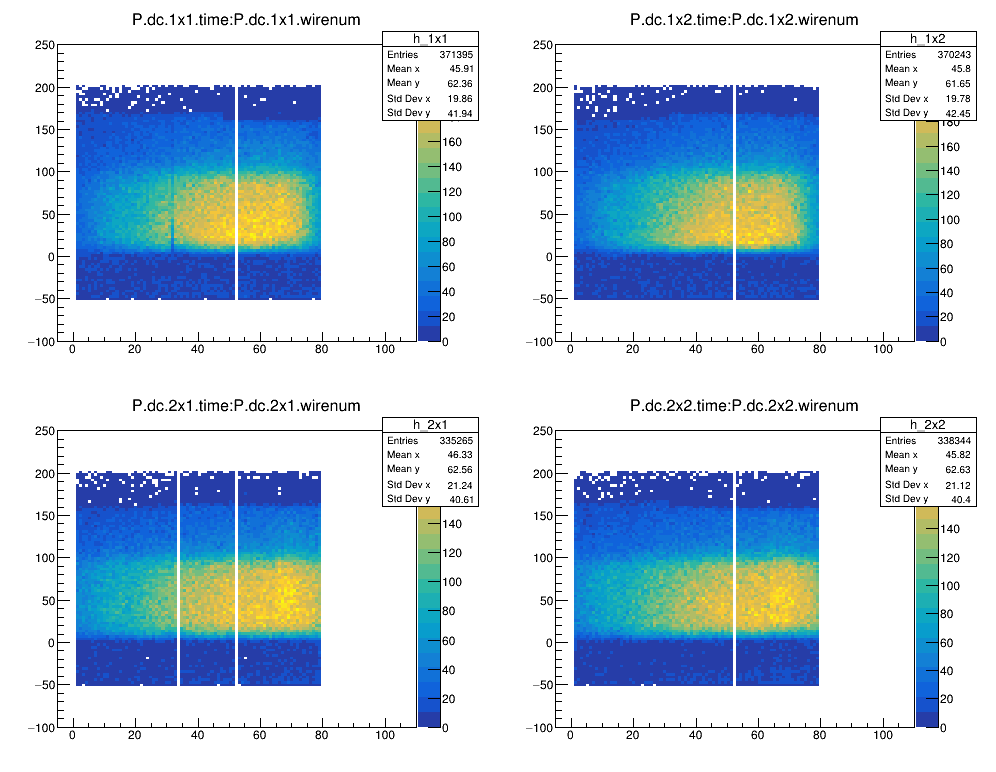 P.dc.1x1.time:P.dc.1x1.wirenum
h_1x1
Entries 371395
Mean x 45.91
Mean y 62.36
Std Dev x 19.86
Std Dev y 41.94
250
200
150
100
50
0
−50
−100
0 20 40 60 80 100
160
140
120
100
80
60
40
20
0
P.dc.1x2.time:P.dc.1x2.wirenum
h_1x2
Entries 370243
Mean x 45.8
Mean y 61.65
Std Dev x 19.78
Std Dev y 42.45
250
200
150
100
50
0
−50
−100
0 20 40 60 80 100
180
160
140
120
100
80
60
40
20
0
P.dc.2x1.time:P.dc.2x1.wirenum
h_2x1
Entries 335265
Mean x 46.33
Mean y 62.56
Std Dev x 21.24
Std Dev y 40.61
250
200
150
100
50
0
−50
−100
0 20 40 60 80 100
140
120
100
80
60
40
20
0
P.dc.2x2.time:P.dc.2x2.wirenum
h_2x2
Entries 338344
Mean x 45.82
Mean y 62.63
Std Dev x 21.12
Std Dev y 40.4
250
200
150
100
50
0
−50
−100
0 20 40 60 80 100
140
120
100
80
60
40
20
0